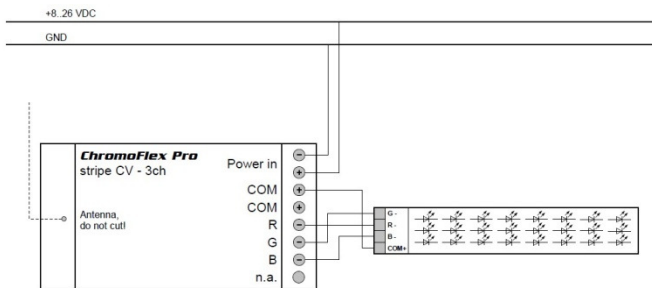 +8..26 VDC
GND
ChromoFlex Pro
stripe CV - 3ch
Power in
COM
COM
R
G
B
n.a.
Antenna,
do not cut!
G -
R -
B -
COM+